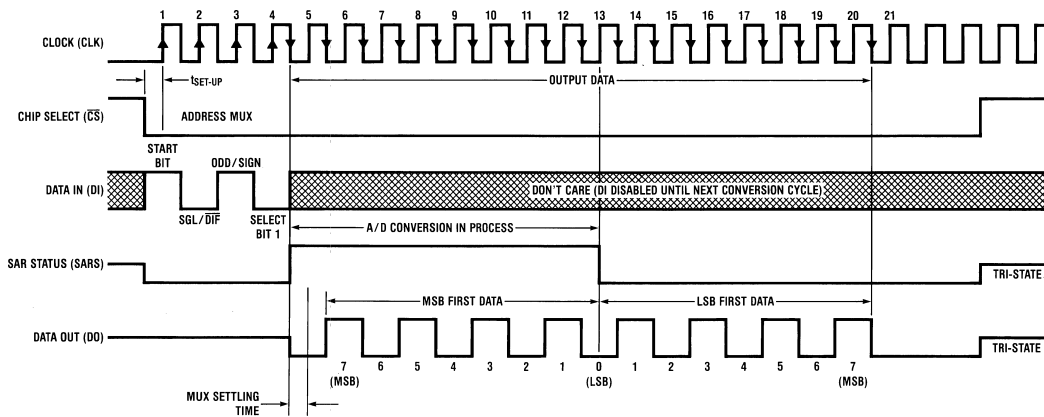 1 2 3 4 5 6 7 8 9 10 11 12 13 14 15 16 17 18 19 20 21
CLOCK (CLK)
tSET-UP
OUTPUT DATA
CHIP SELECT (CS)
ADDRESS MUX
START
BIT
ODD/SIGN
DATA IN (DI)
DON'T CARE (DI DISABLED UNTIL NEXT CONVERSION CYCLE)
SGL/DIF
SELECT
BIT 1
A/D CONVERSION IN PROCESS
SAR STATUS (SARS)
TRI-STATE
MSB FIRST DATA
LSB FIRST DATA
DATA OUT (DO)
TRI-STATE
7 6 5 4 3 2 1 0 1 2 3 4 5 6 7
(MSB) (LSB) (MSB)
MUX SETTLING
TIME